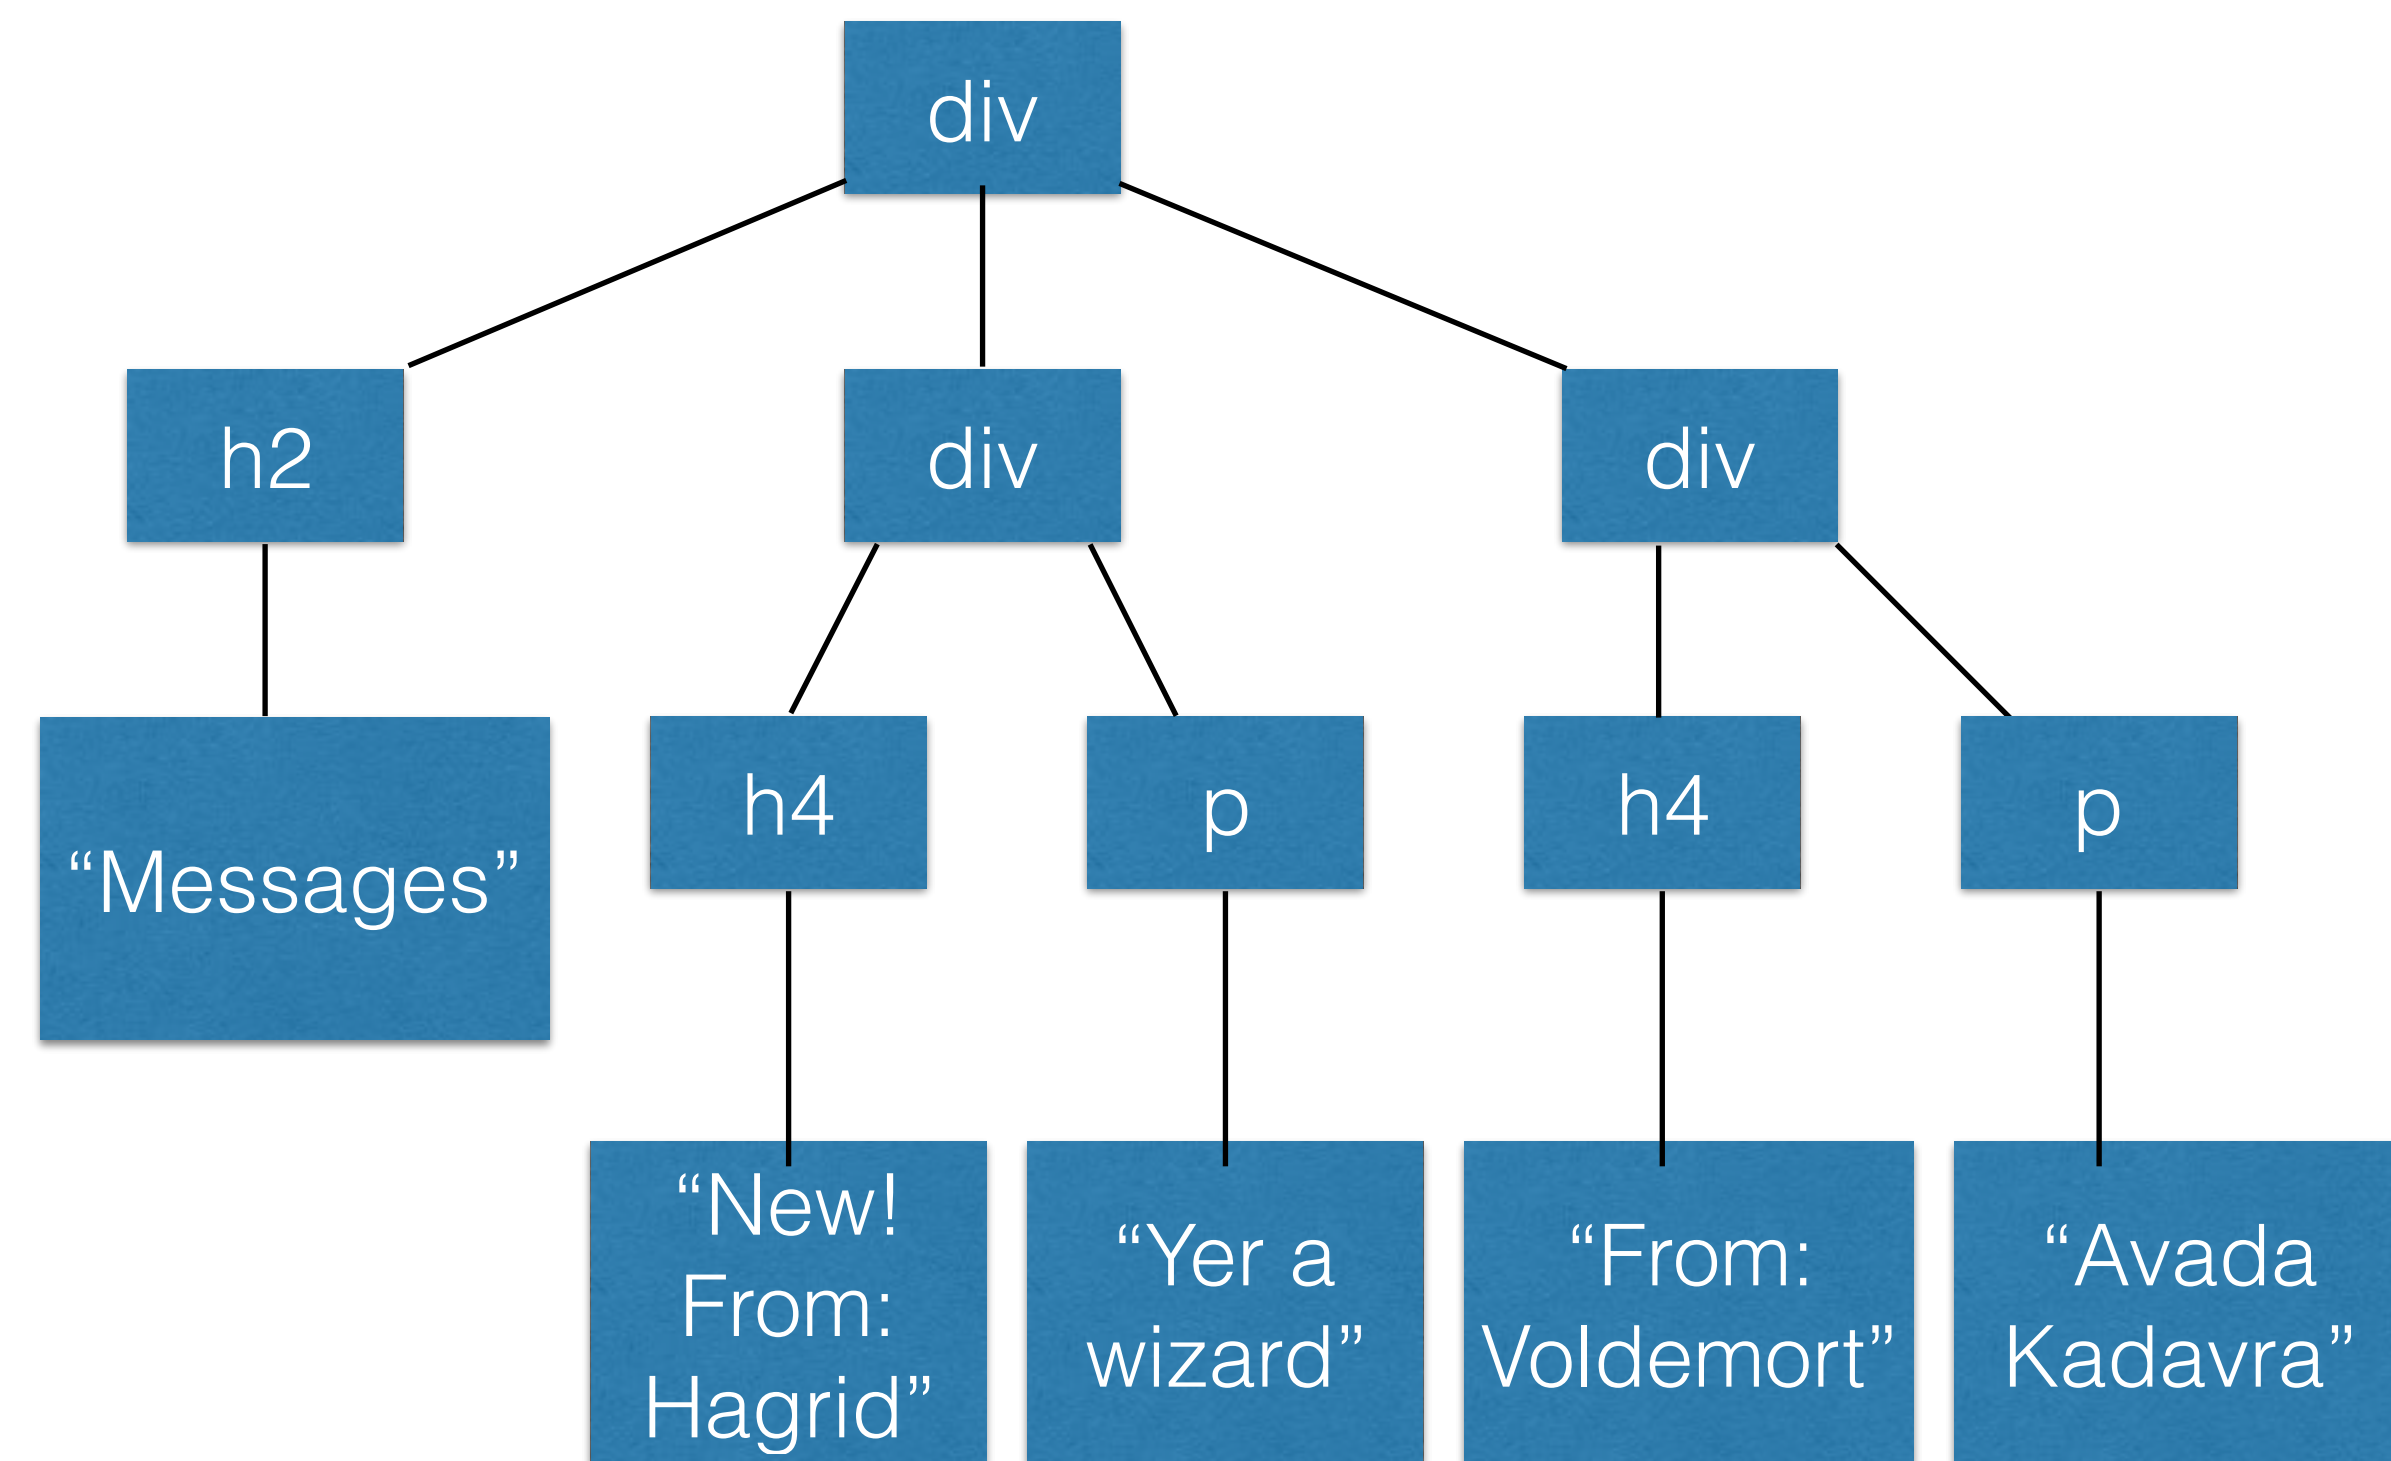 div
h2
div
div
“Messages”
h4
p
h4
p
“New!
From:
Hagrid”
“Yer a
wizard”
“From:
Voldemort”
“Avada
Kadavra”